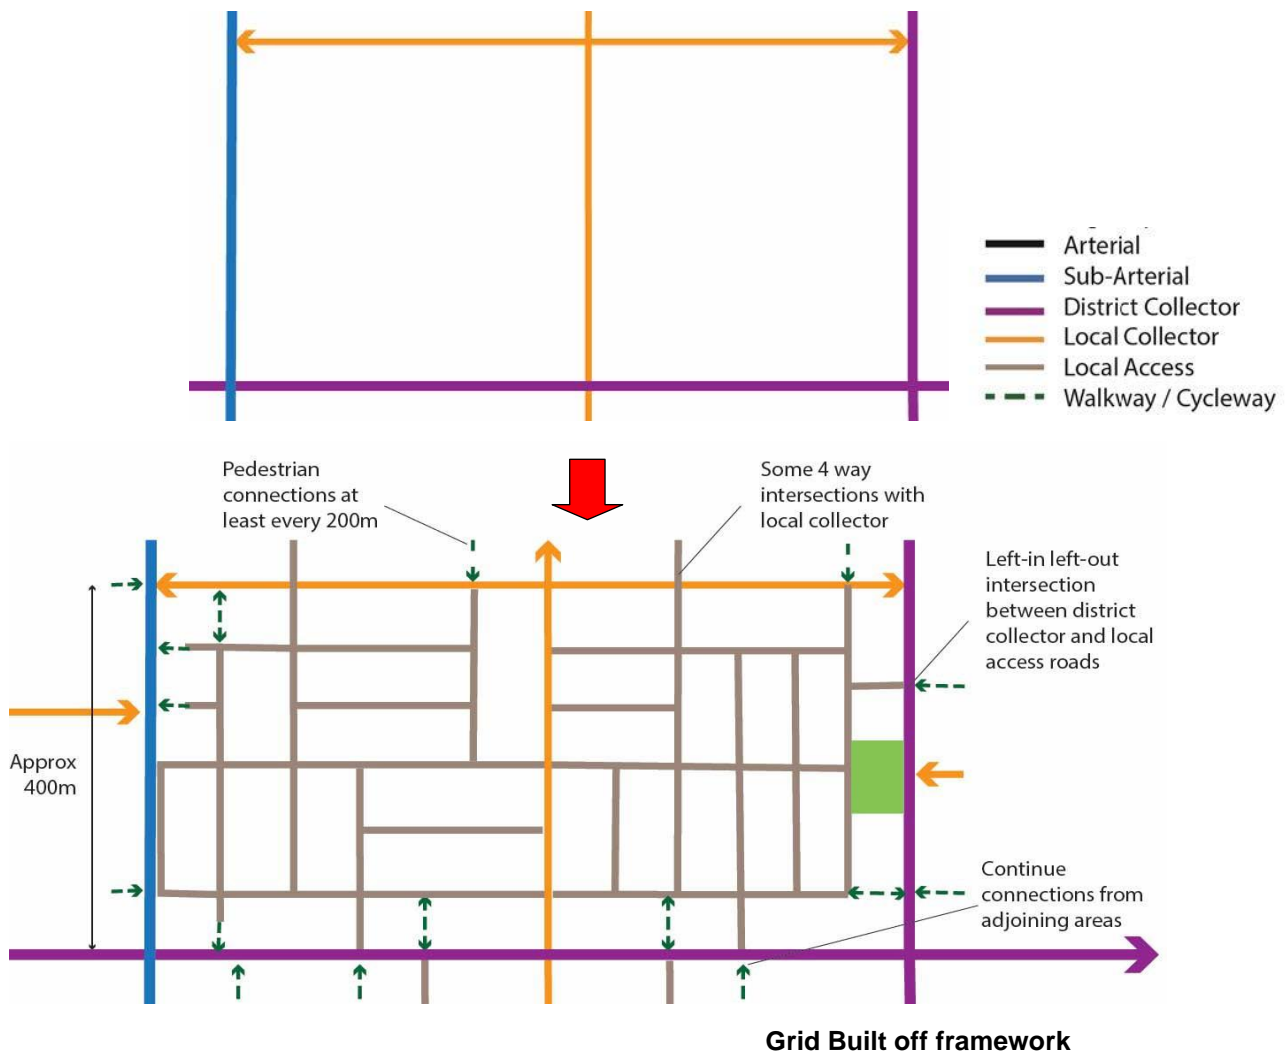 Arterial
Sub-Arterial
District Collector
Local Collector
Local Access
Walkway / Cycleway
Pedestrian
connections at
least every 200m
Some 4 way
intersections with
local collector
Left-in left-out
intersection
between district
collector and local
access roads
Approx
400m
Continue
connections from
adjoining areas
Grid Built off framework